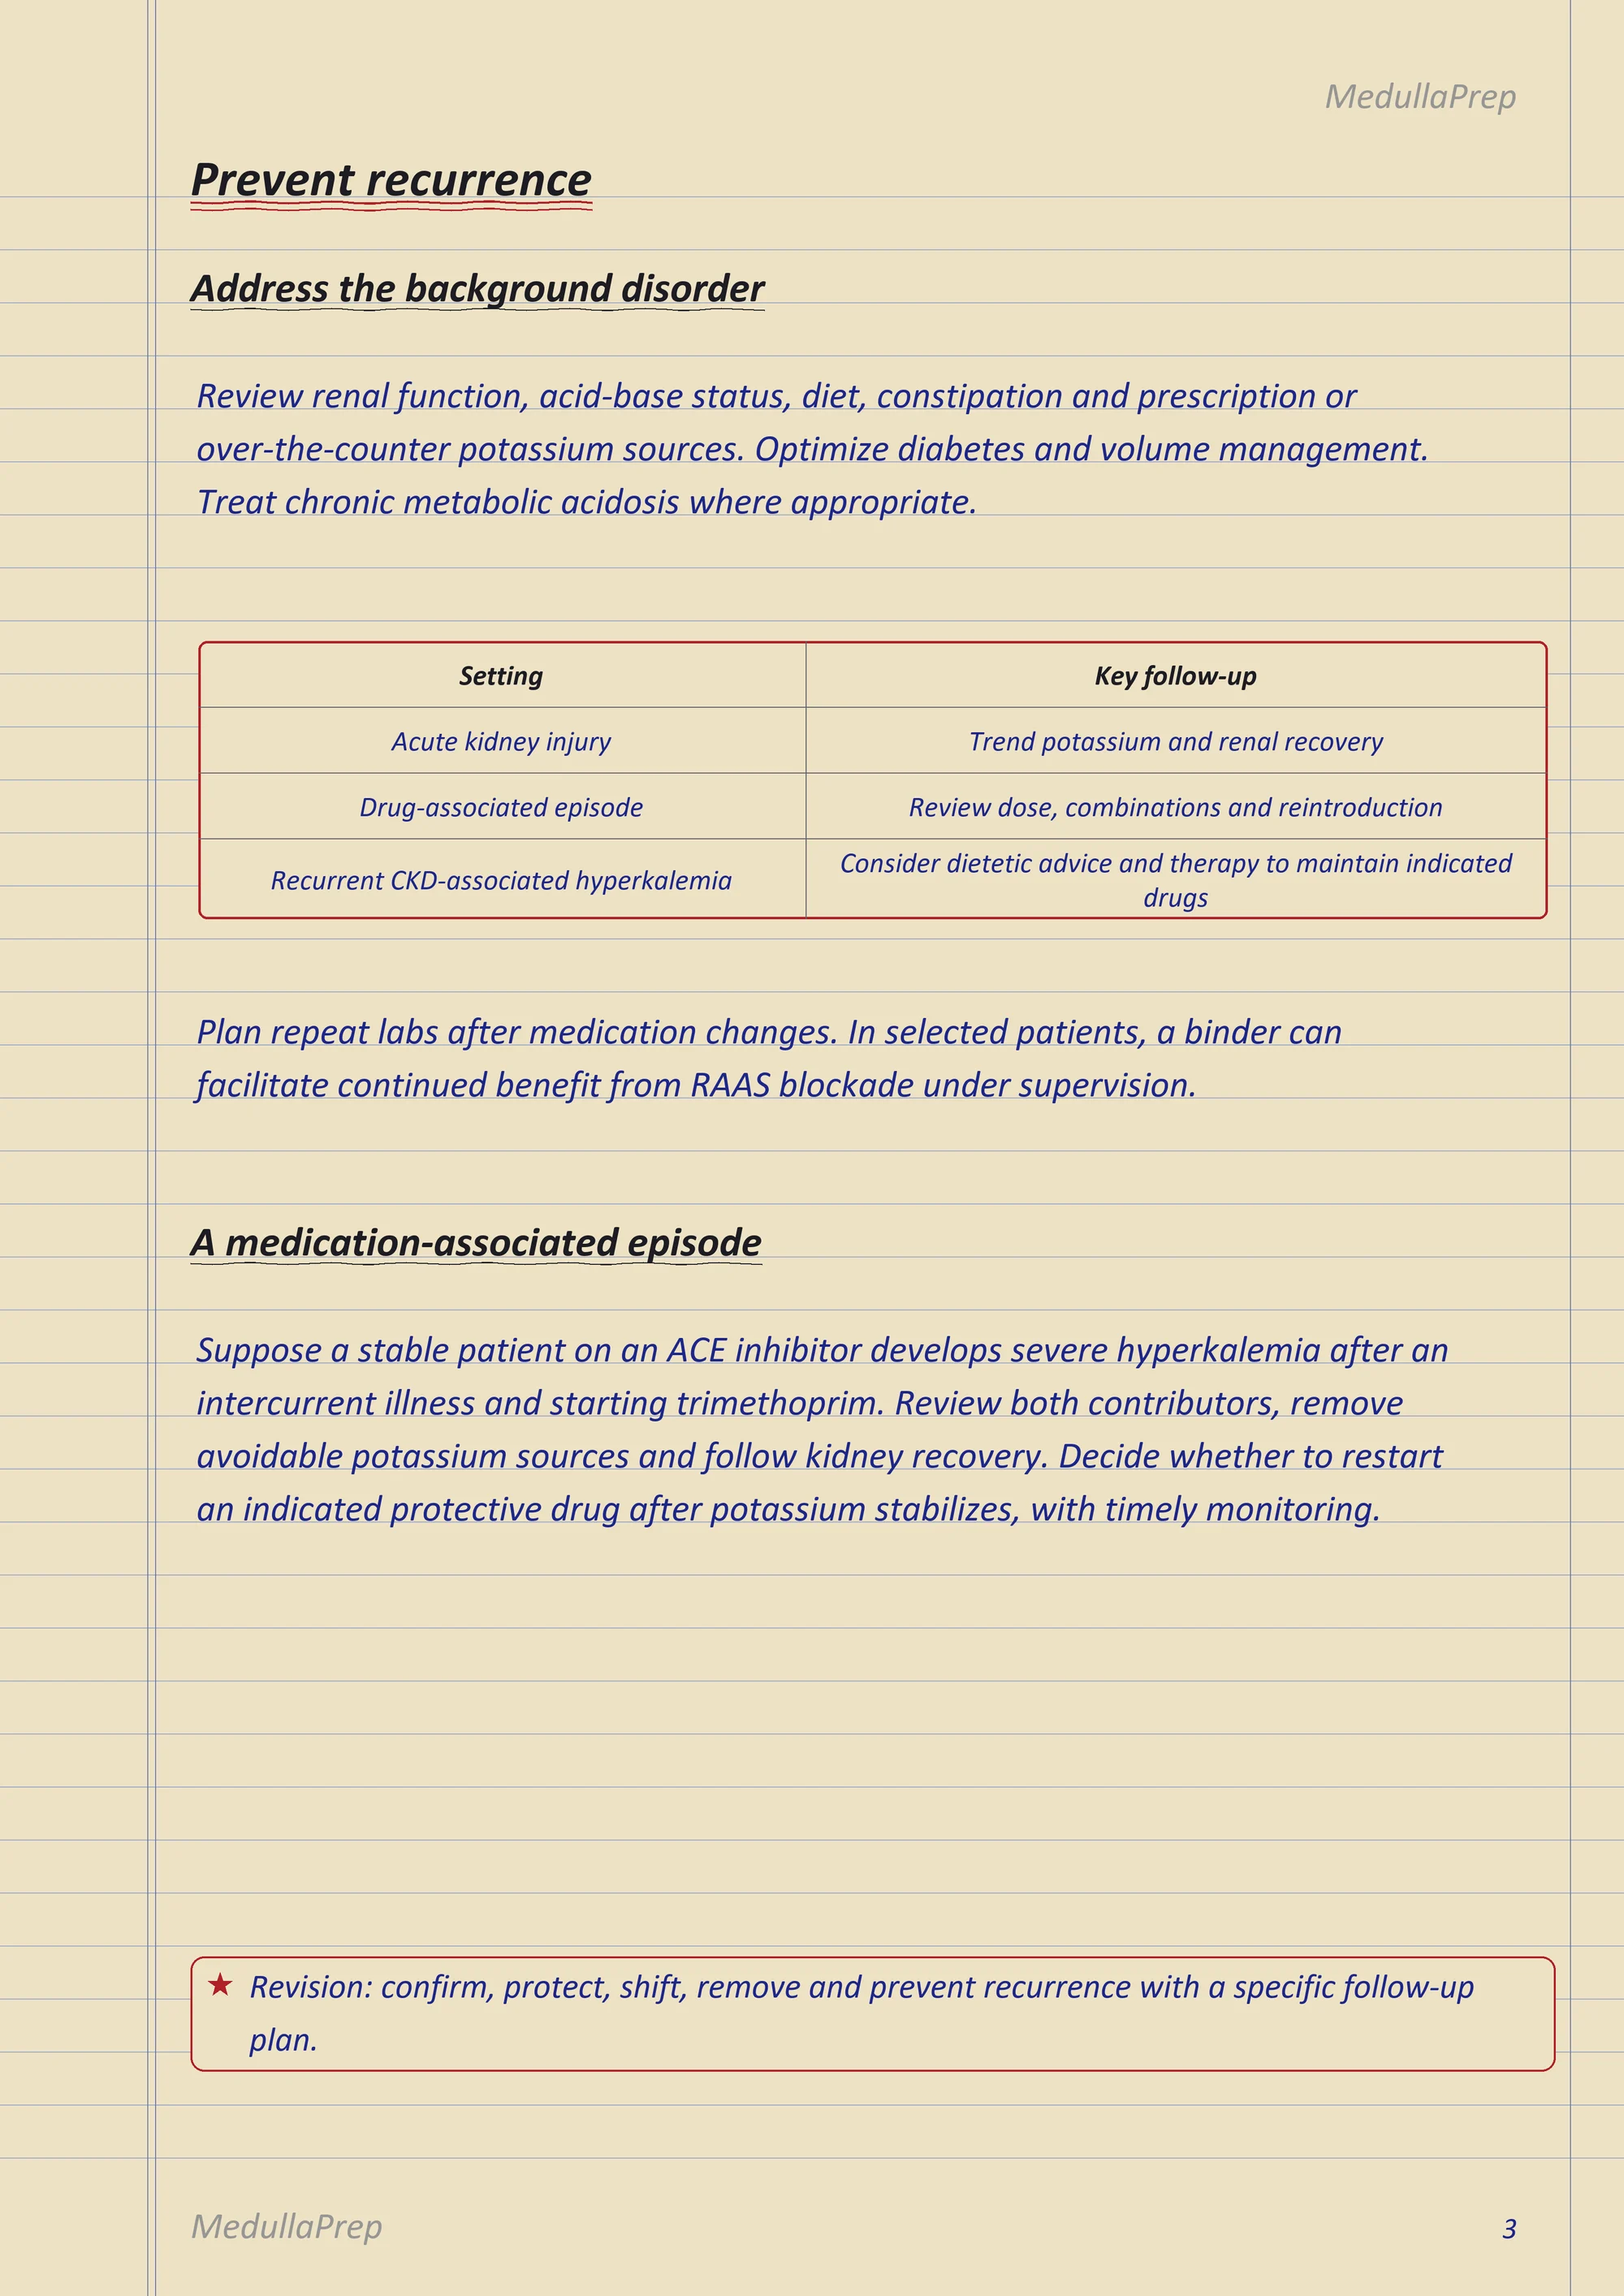 MedullaPrep
Prevent recurrence
Address the background disorder
Review renal function, acid-base status, diet, constipation and prescription or
over-the-counter potassium sources. Optimize diabetes and volume management.
Treat chronic metabolic acidosis where appropriate.
Setting Key follow-up
Acute kidney injury Trend potassium and renal recovery
Drug-associated episode Review dose, combinations and reintroduction
Recurrent CKD-associated hyperkalemia Consider dietetic advice and therapy to maintain indicated
drugs
Plan repeat labs after medication changes. In selected patients, a binder can
facilitate continued benefit from RAAS blockade under supervision.
A medication-associated episode
Suppose a stable patient on an ACE inhibitor develops severe hyperkalemia after an
intercurrent illness and starting trimethoprim. Review both contributors, remove
avoidable potassium sources and follow kidney recovery. Decide whether to restart
an indicated protective drug after potassium stabilizes, with timely monitoring.
★ Revision: confirm, protect, shift, remove and prevent recurrence with a specific follow-up
plan.
MedullaPrep 3